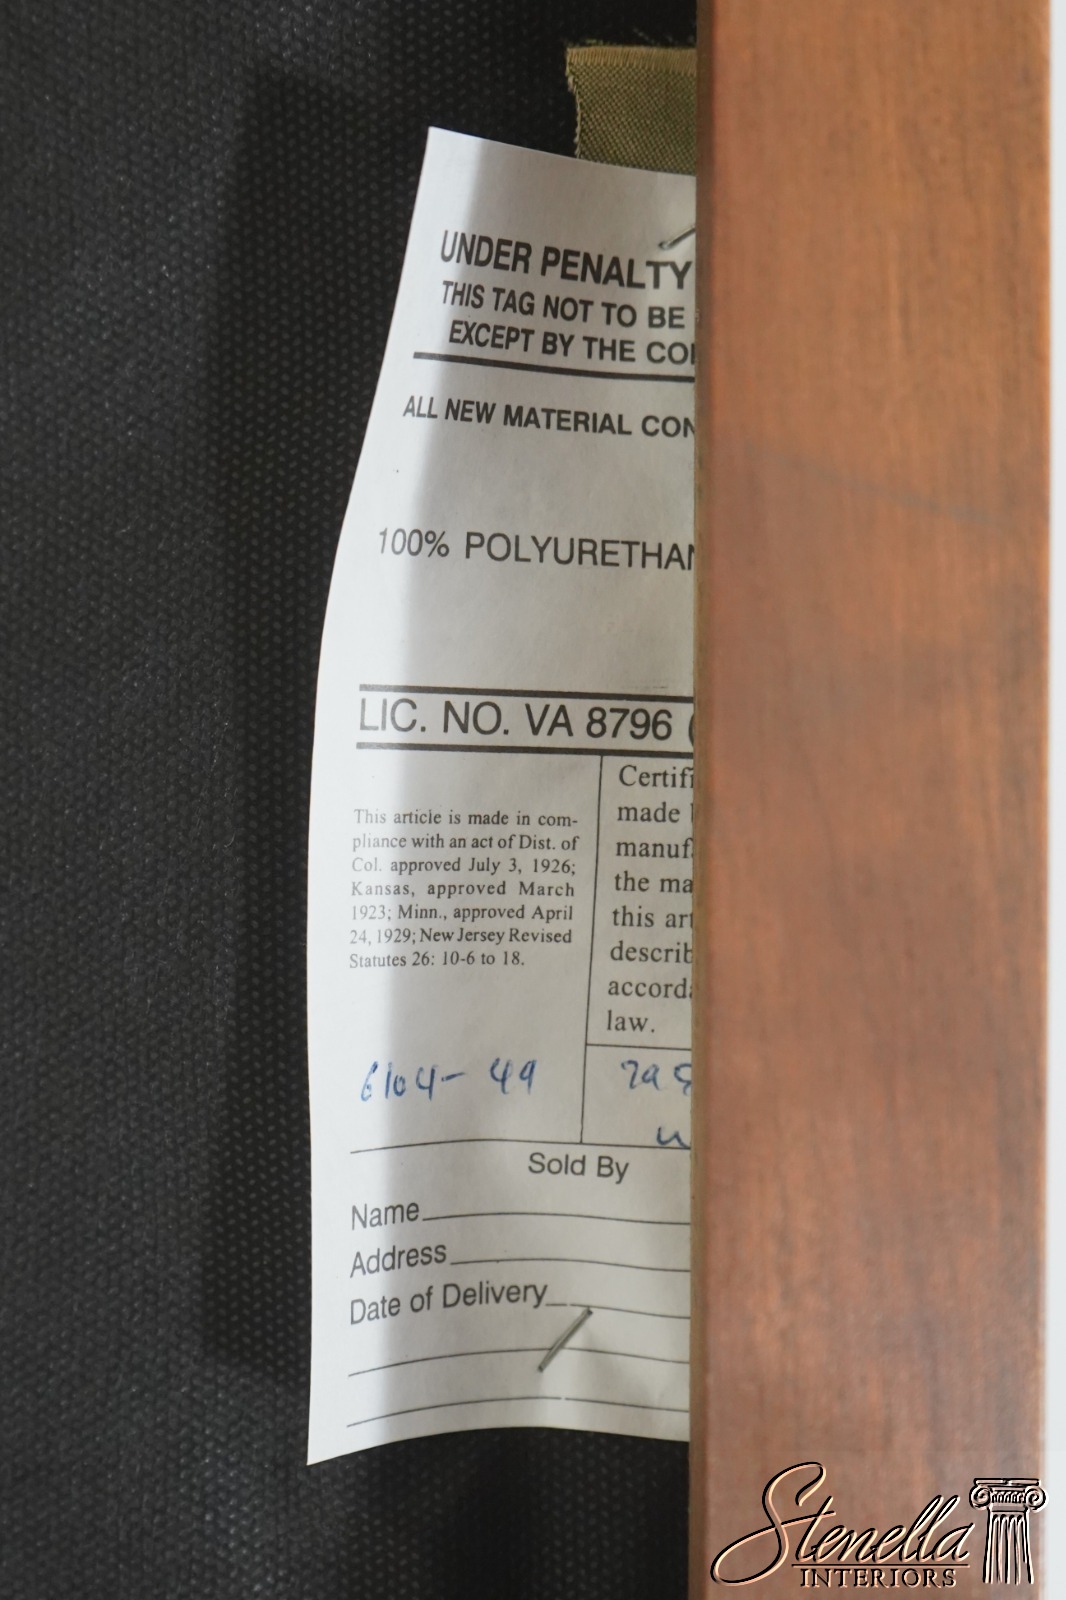 UNDER PENALTY
THIS TAG NOT TO BE
EXCEPT BY THE CO
ALL NEW MATERIAL CON
100% POLYURETHAN
LIC. NO. VA 8796 (
This article is made in com-
pliance with an act of Dist. of
Col. approved July 3, 1926;
Kansas, approved March
1923; Minn., approved April
24, 1929; New Jersey Revised
Statutes 26: 10-6 to 18.
Certifi
made
manuf
the ma
this art
describ
accorda
law.
6104-49
Sold By
Name
Address
Date of Delivery
Stenella
INTERIORS